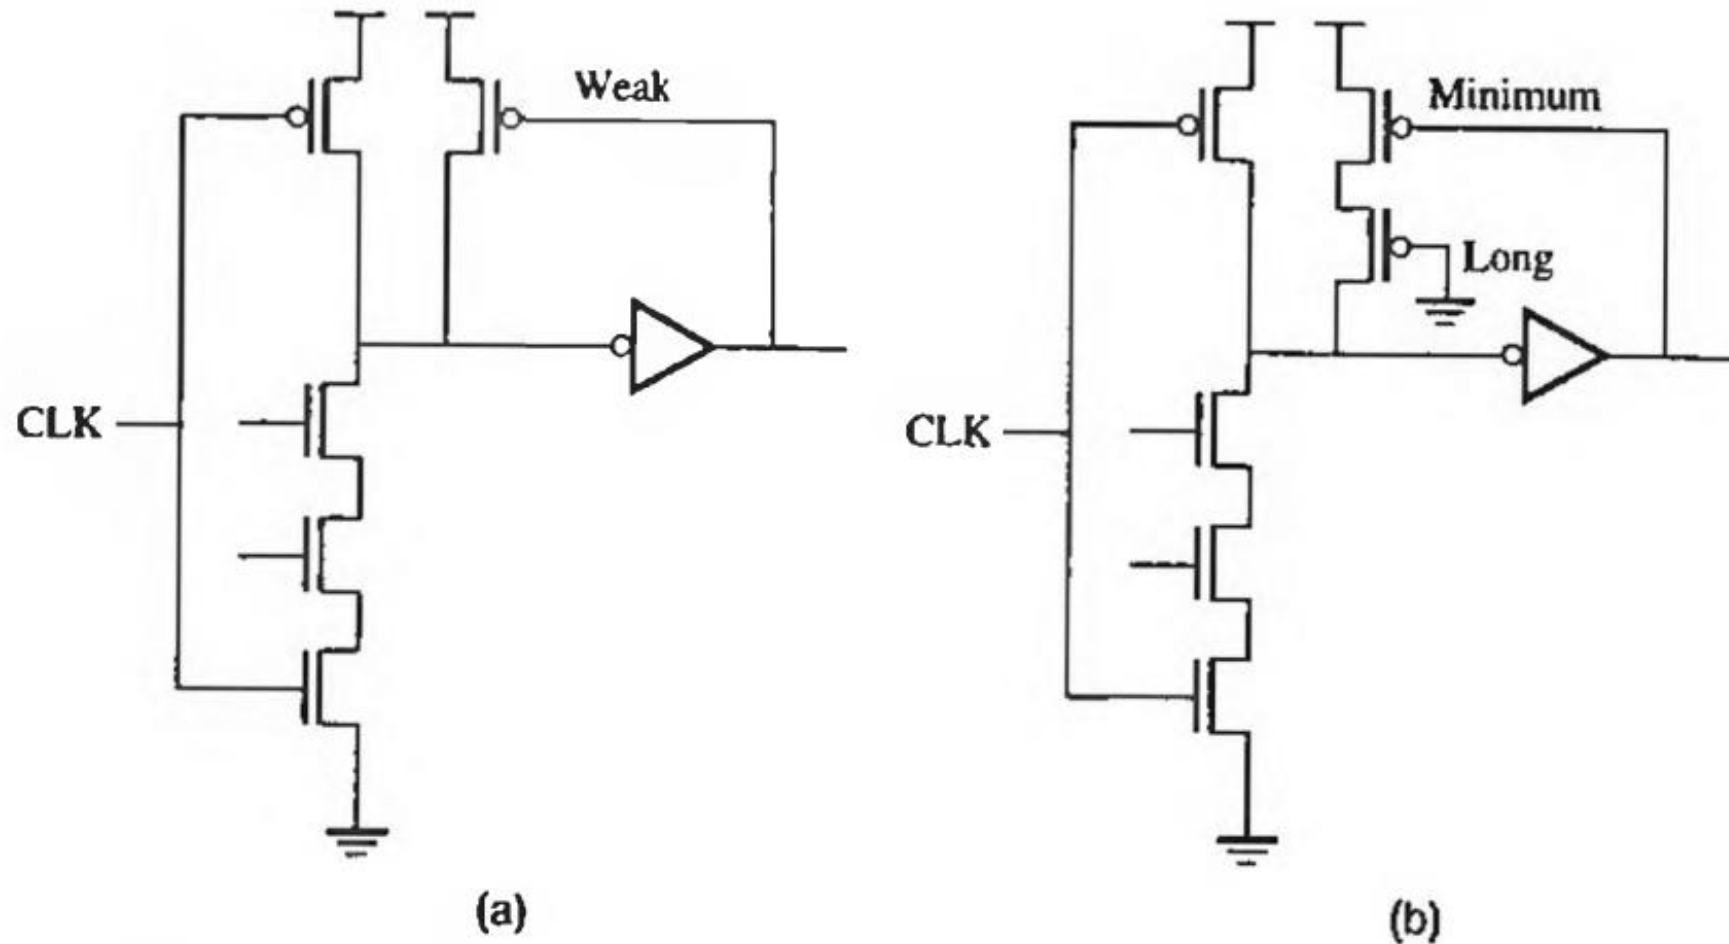 Weak
CLK
(a)
Minimum
Long
CLK
(b)